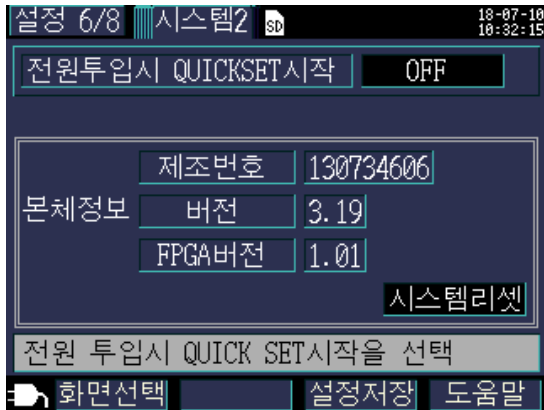 설정 6/8 시스템2 SD 18-07-10
10:32:15
전원투입시 QUICKSET시작 OFF
제조번호 130734606
본체정보 버전 3.19
FPGA버전 1.01
시스템리셋
전원 투입시 QUICK SET시작을 선택
화면선택 설정저장 도움말